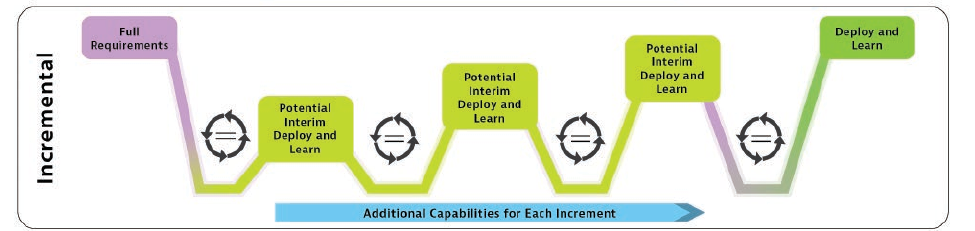 Incremental
Full
Requirements
Potential
Interim
Deploy and
Learn
Potential
Interim
Deploy and
Learn
Potential
Interim
Deploy and
Learn
Deploy and
Learn
Additional Capabilities for Each Increment